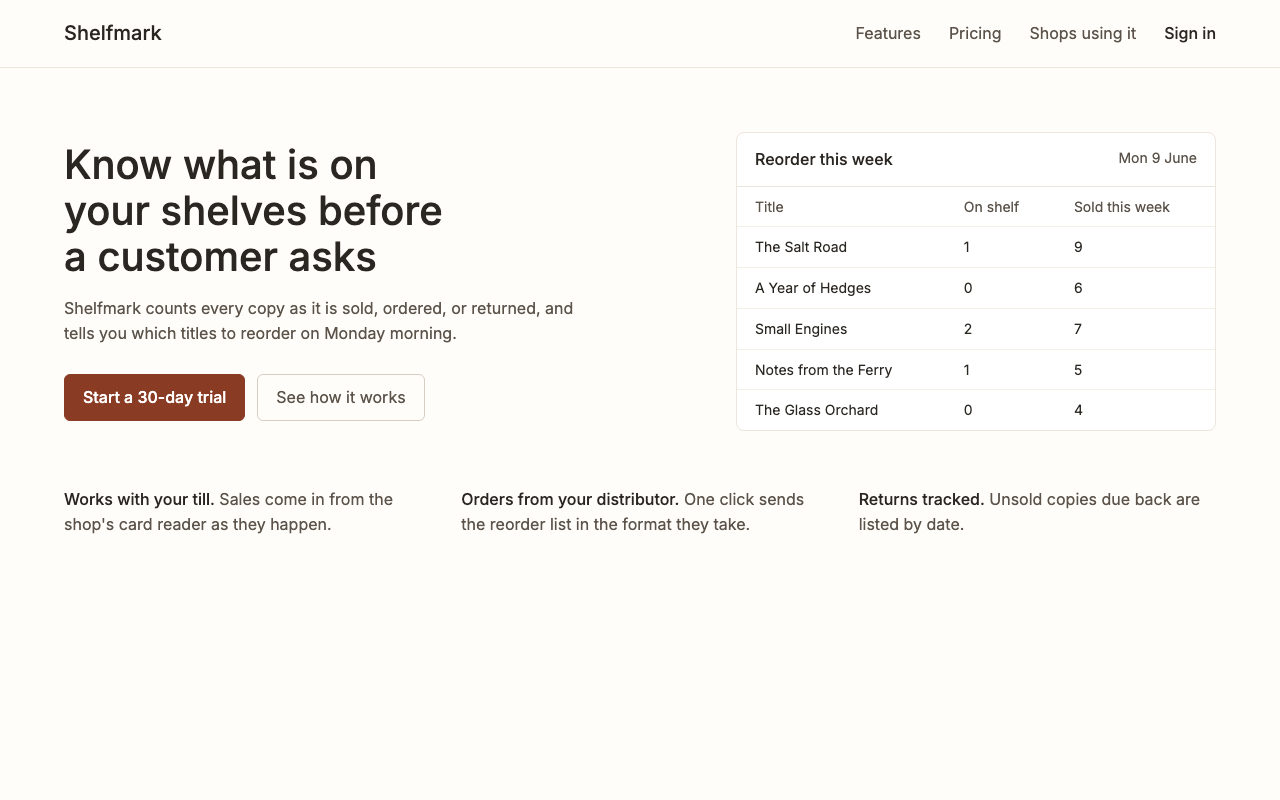 Shelfmark
Features Pricing Shops using it Sign in
Know what is on
your shelves before
a customer asks
Shelfmark counts every copy as it is sold, ordered, or returned, and
tells you which titles to reorder on Monday morning.
Start a 30-day trial See how it works
Reorder this week Mon 9 June
Title On shelf Sold this week
The Salt Road 1 9
A Year of Hedges 0 6
Small Engines 2 7
Notes from the Ferry 1 5
The Glass Orchard 0 4
Works with your till. Sales come in from the
shop's card reader as they happen.
Orders from your distributor. One click sends
the reorder list in the format they take.
Returns tracked. Unsold copies due back are
listed by date.